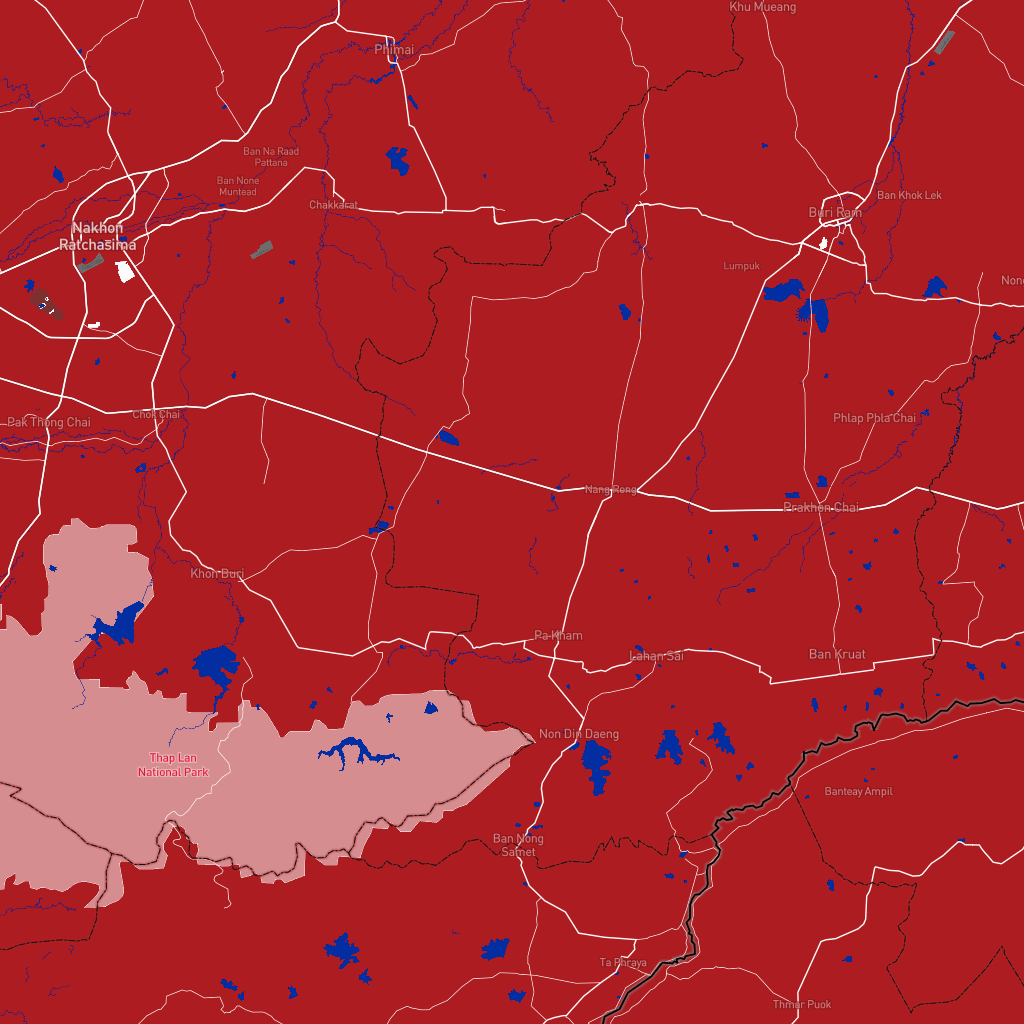 Khu Mueang
Phimai
Ban Na Raad
Pattana
Ban None
Muntead
Chakkarat
Ban Khok Lek
Buri Ram
Nakhon
Ratchasima
Lumpuk
Non
Chok Chai
Pak Thong Chai
Phlap Phla Chai
Nang Rong
Prakhon Chai
Khon Buri
Pa Kham
Lahan Sai
Ban Kruat
Non Din Daeng
Thap Lan
National Park
Banteay Ampil
Ban Nong
Samet
Ta Phraya
Thmar Puok